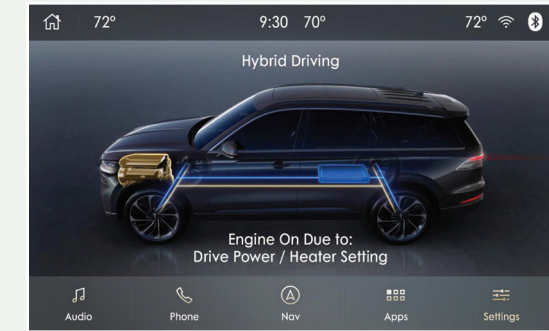 72° 9:30 70° 72°
Hybrid Driving
Engine On Due to:
Drive Power / Heater Setting
Audio Phone Nav Apps Settings